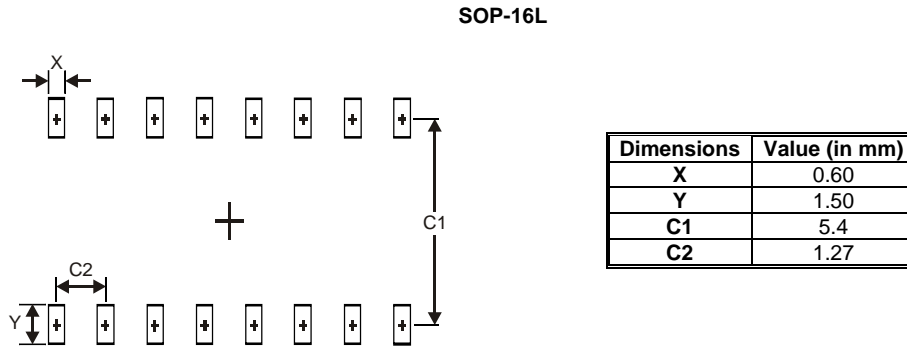 SOP-16L
X
C1
C2
Y
Dimensions Value (in mm)
X 0.60
Y 1.50
C1 5.4
C2 1.27